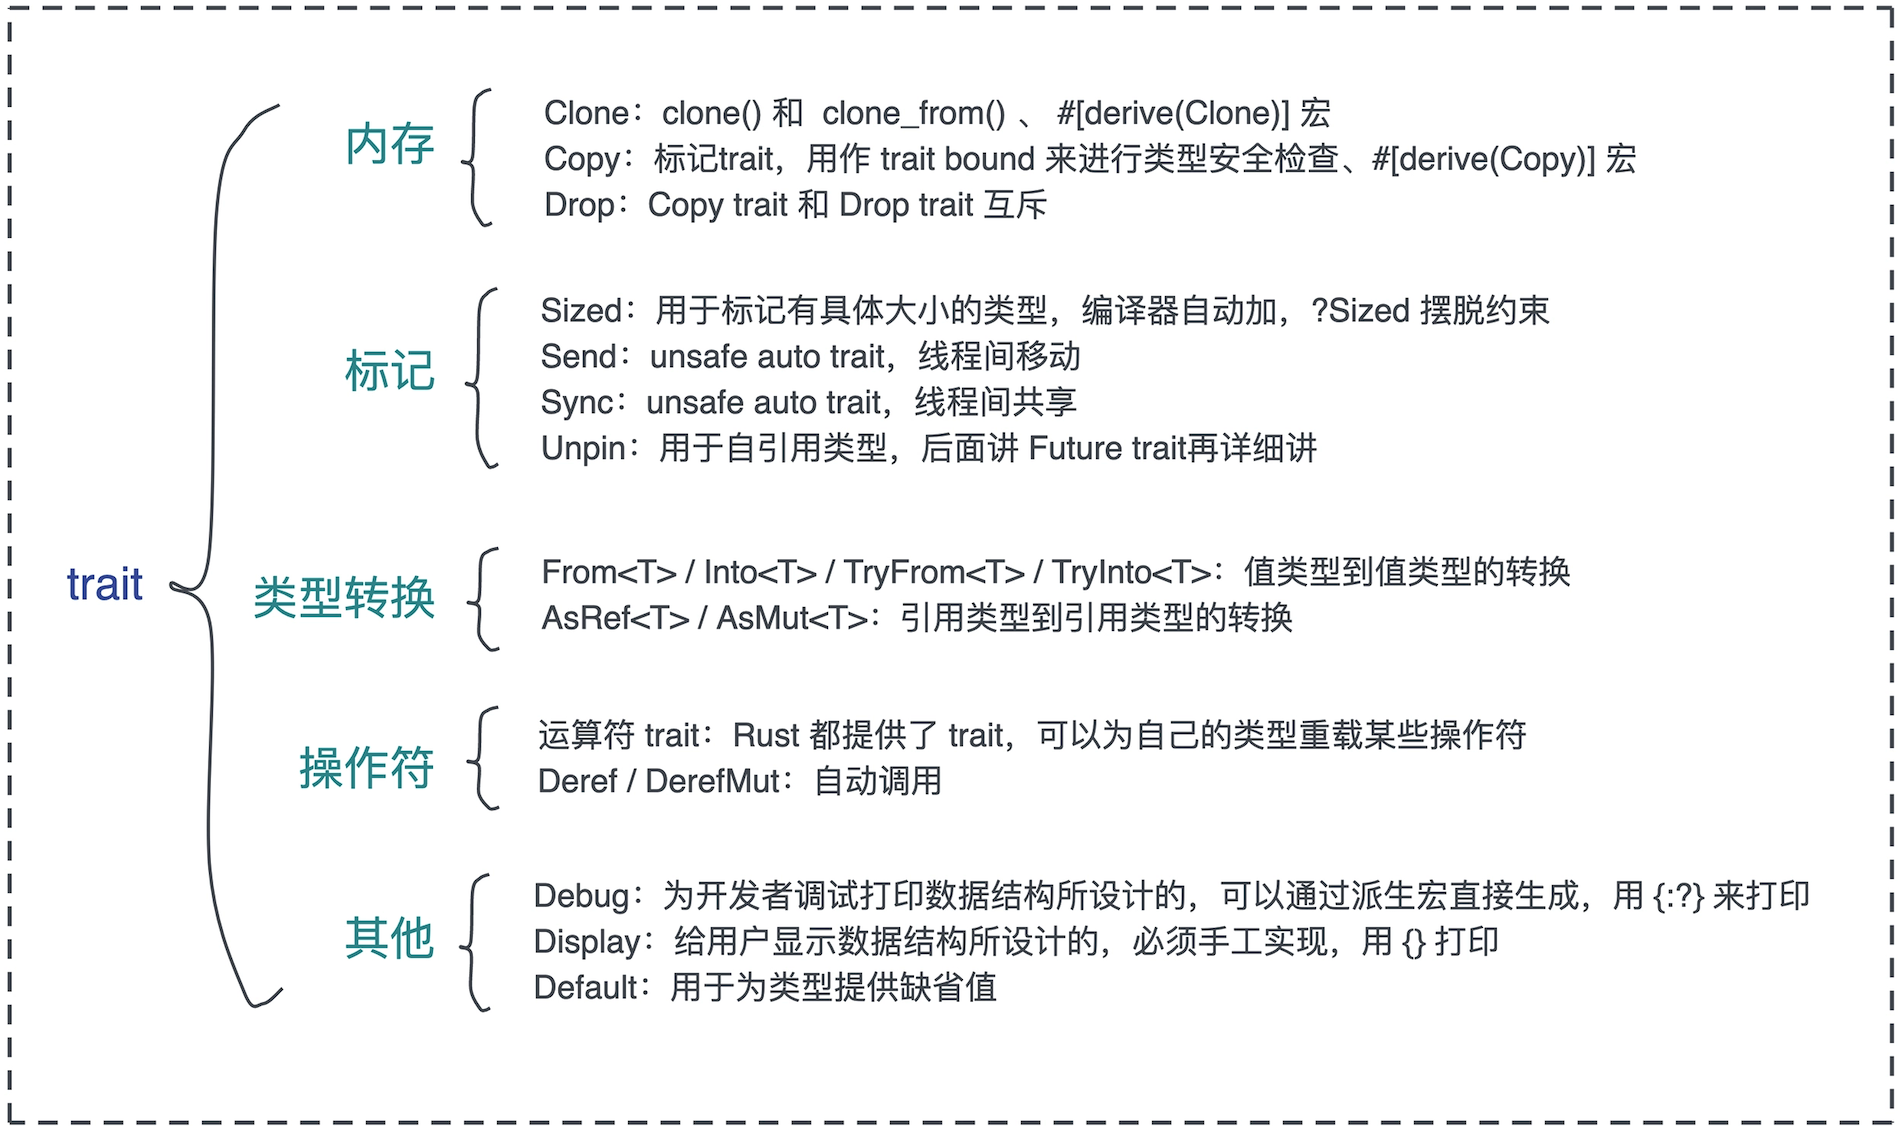 trait
内存
Clone：clone() 和 clone_from() 、 #[derive(Clone)] 宏
Copy：标记trait，用作 trait bound 来进行类型安全检查、#[derive(Copy)] 宏
Drop：Copy trait 和 Drop trait 互斥
标记
Sized：用于标记有具体大小的类型，编译器自动加，?Sized 摆脱约束
Send：unsafe auto trait，线程间移动
Sync：unsafe auto trait，线程间共享
Unpin：用于自引用类型，后面讲 Future trait再详细讲
类型转换
From<T> / Into<T> / TryFrom<T> / TryInto<T>：值类型到值类型的转换
AsRef<T> / AsMut<T>：引用类型到引用类型的转换
操作符
运算符 trait：Rust 都提供了 trait，可以为自己的类型重载某些操作符
Deref / DerefMut：自动调用
其他
Debug：为开发者调试打印数据结构所设计的，可以通过派生宏直接生成，用 {:?} 来打印
Display：给用户显示数据结构所设计的，必须手工实现，用 {} 打印
Default：用于为类型提供缺省值